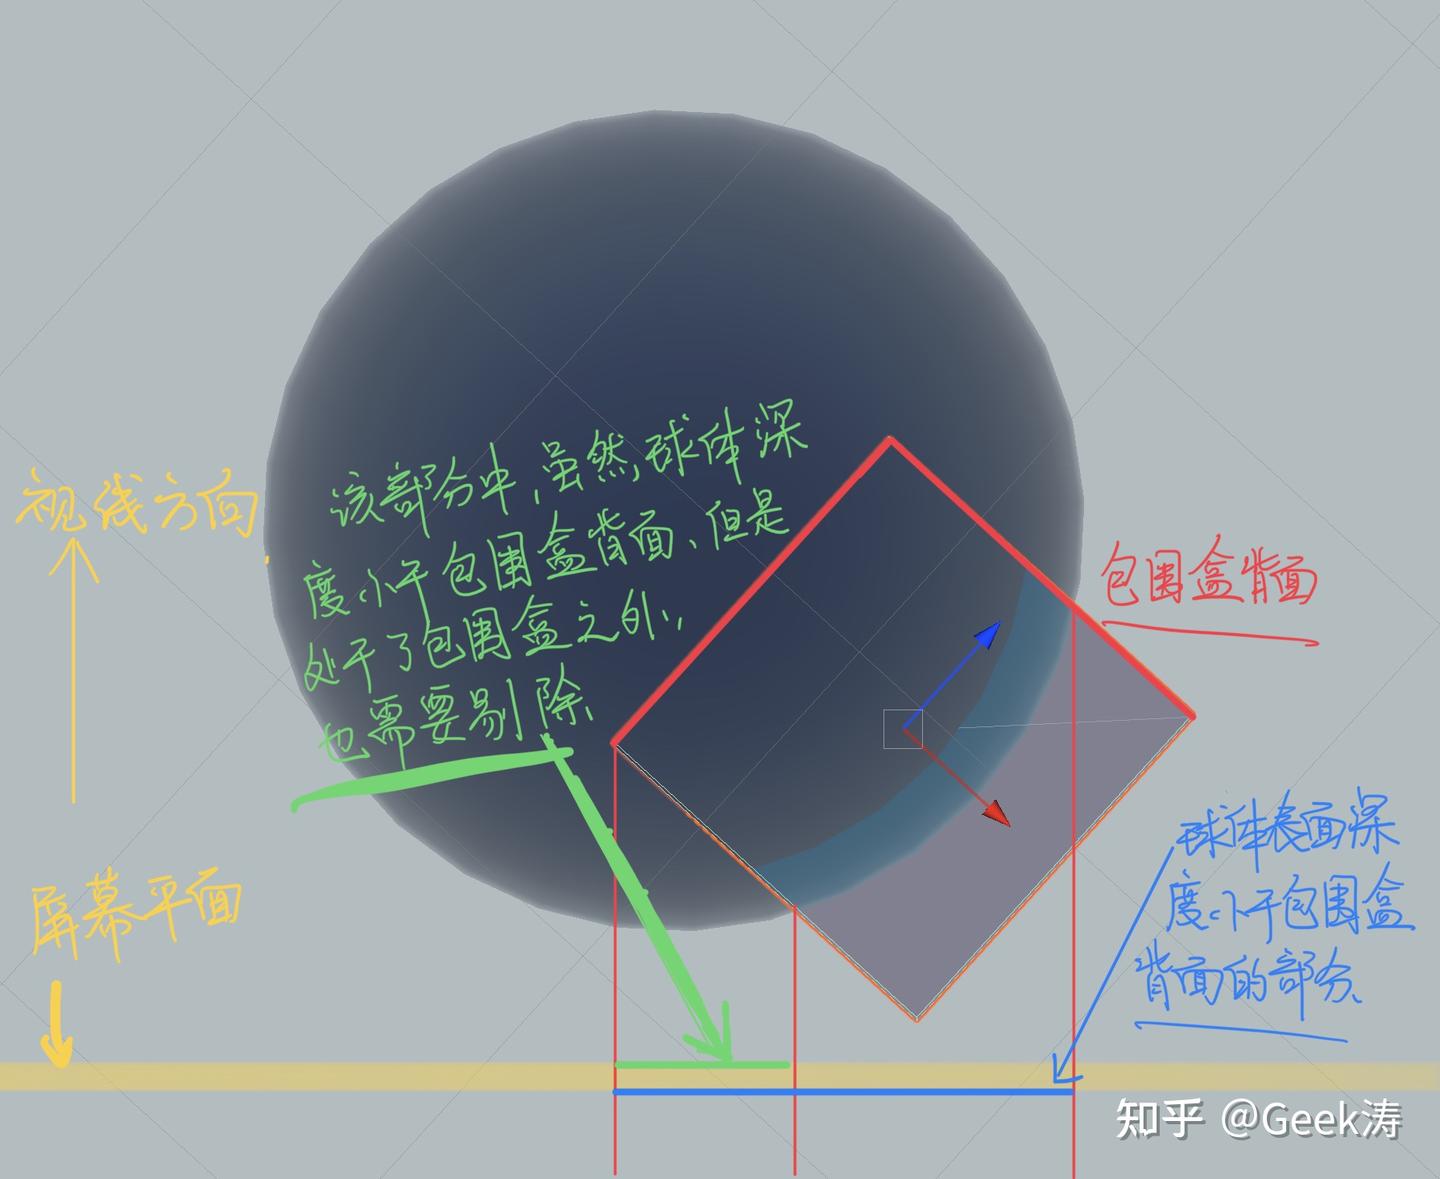 视线方向
该部分中,虽然,球体深
度小于包围盒背面、但是
处于了包围盒之外,
也需要剔除、
包围盒背面
球体表面深
度小于包围盒
背面的部分、
屏幕平面
知乎 @Geek涛